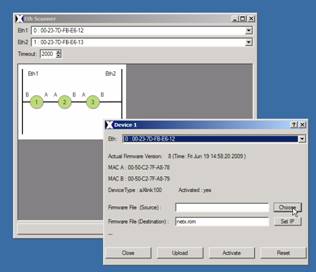 Eth-Scanner
Eth1 0 : 00-23-7D-FB-E6-12
Eth2 1 : 00-23-7D-FB-E6-13
Timeout: 2000
Eth1 Eth2
B A A B A B
1 2 3
Device 1
Eth: 0 : 00-23-7D-FB-E6-12
Actual Firmware Version: 8 (Time: Fri Jun 19 14:58:20 2009 )
MAC A : 00-50-C2-7F-A8-78
MAC B : 00-50-C2-7F-A8-79
DeviceType : aXlink100 Activated : yes
Firmware File (Source) : Choose
Firmware File (Destination) : netx.rom Set IP
...
Close Upload Activate Reset